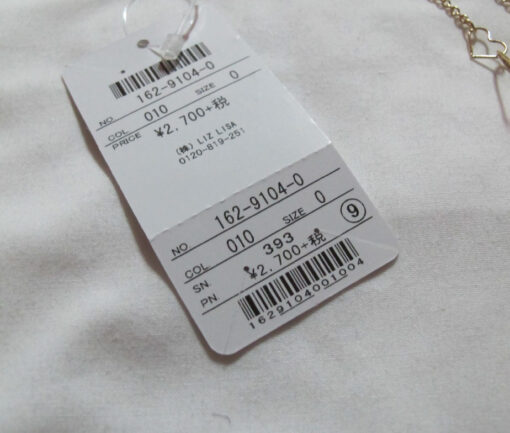 NO 162-9104-0
COL 010 SIZE 0
PRICE ¥2,700+税
(株) LIZ LISA
0120-819-251
NO 162-9104-0
COL 010 SIZE 0
SN. 393 ⑨
PN. ¥2,700+税
1629104001004